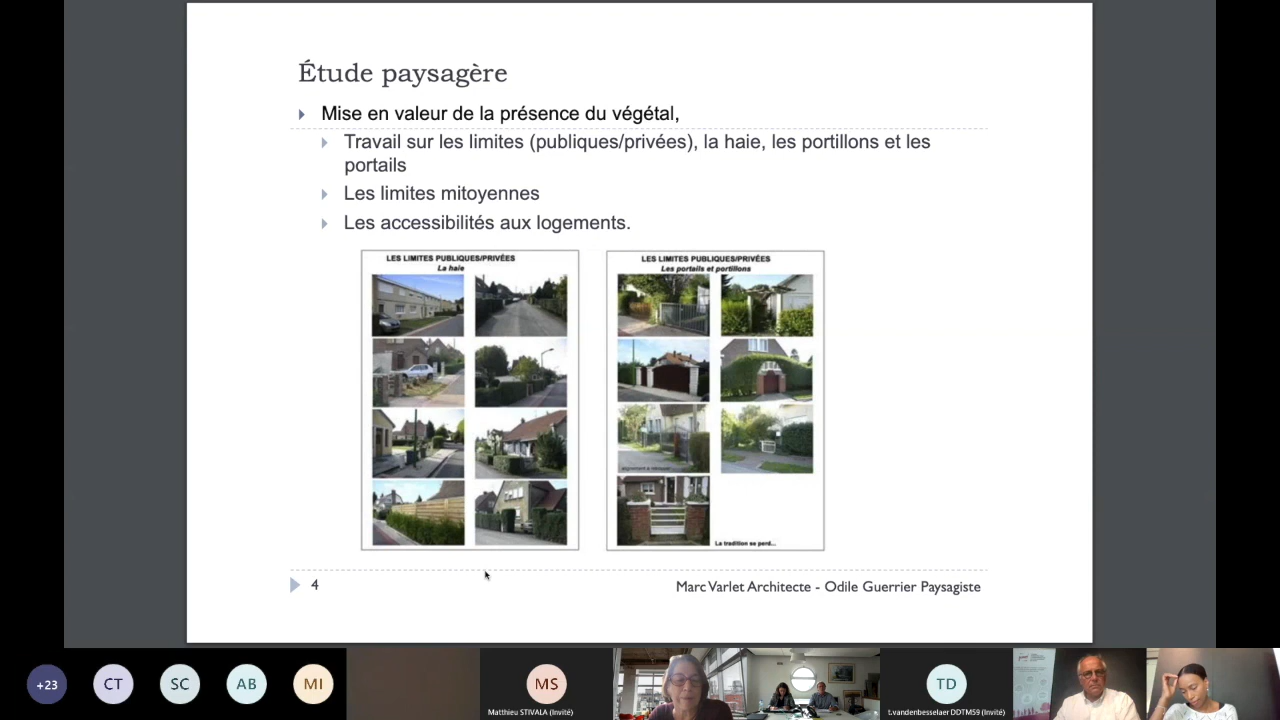 Étude paysagère
Mise en valeur de la présence du végétal,
Travail sur les limites (publiques/privées), la haie, les portillons et les
portails
Les limites mitoyennes
Les accessibilités aux logements.
LES LIMITES PUBLIQUES/PRIVÉES
La haie
LES LIMITES PUBLIQUES/PRIVÉES
Les portails et portillons
La tradition se perd...
4
Marc Varlet Architecte - Odile Guerrier Paysagiste
+23
CT
SC
AB
MI
MS
Matthieu STIVALA (Invité)
TD
t.vandenbesselaer DDTM59 (Invité)